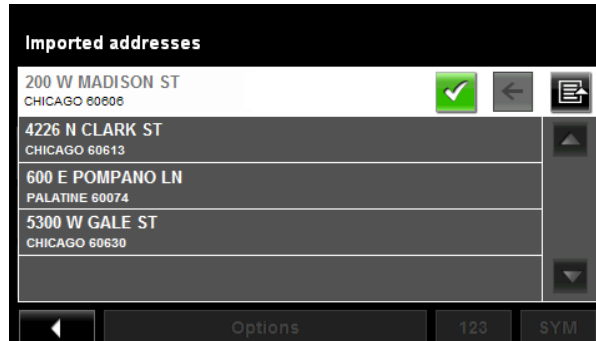 Imported addresses
200 W MADISON ST
CHICAGO 60606
4226 N CLARK ST
CHICAGO 60613
600 E POMPANO LN
PALATINE 60074
5300 W GALE ST
CHICAGO 60630
Options 123 SYM